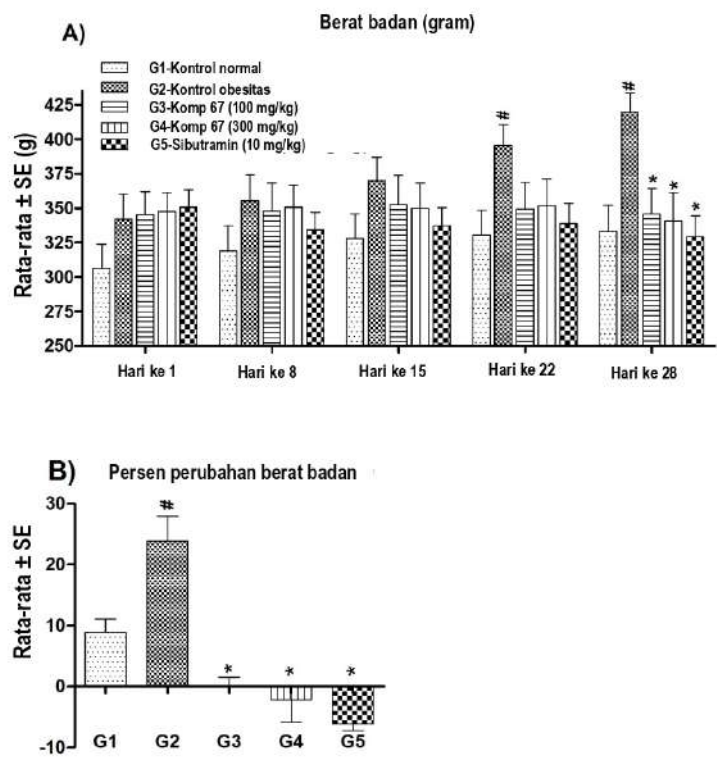 Berat badan (gram)
A)
G1-Kontrol normal
G2-Kontrol obesitas
G3-Komp 67 (100 mg/kg)
G4-Komp 67 (300 mg/kg)
G5-Sibutramin (10 mg/kg)
Rata-rata ± SE (g)
425
400
375
350
325
300
275
250
#
#
* * *
Hari ke 1 Hari ke 8 Hari ke 15 Hari ke 22 Hari ke 28
B) Persen perubahan berat badan
Rata-rata ± SE
30
20
10
0
-10
#
* * *
G1 G2 G3 G4 G5